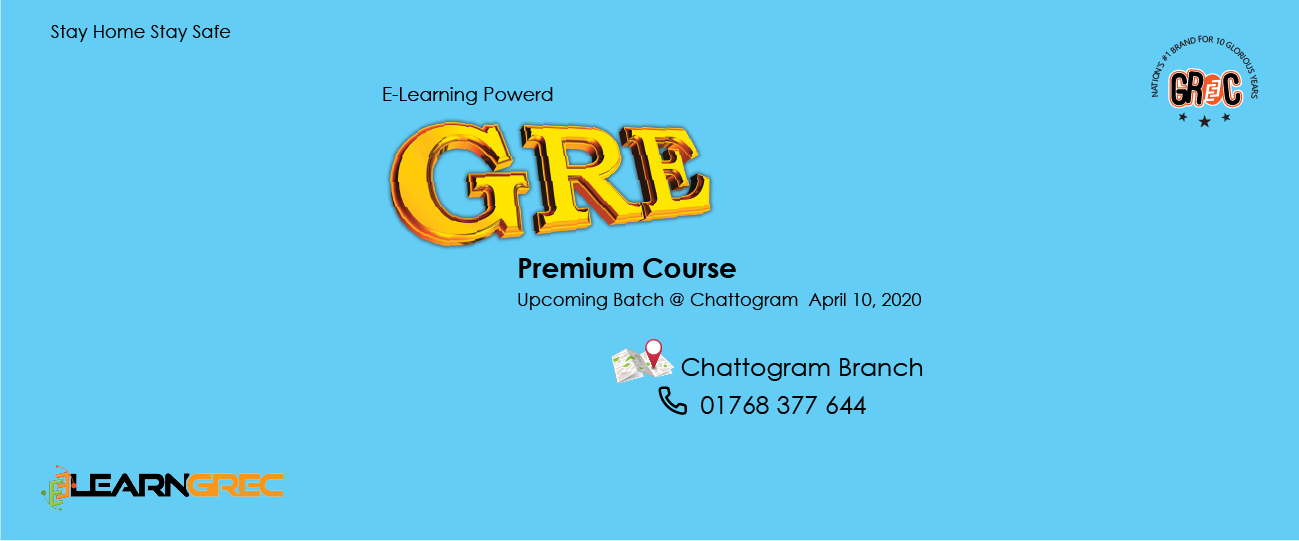 Stay Home Stay Safe
NATION'S #1 BRAND FOR 10 GLORIOUS YEARS
GREC
E-Learning Powerd
GRE
Premium Course
Upcoming Batch @ Chattogram April 10, 2020
Chattogram Branch
01768 377 644
ELEARNGREC